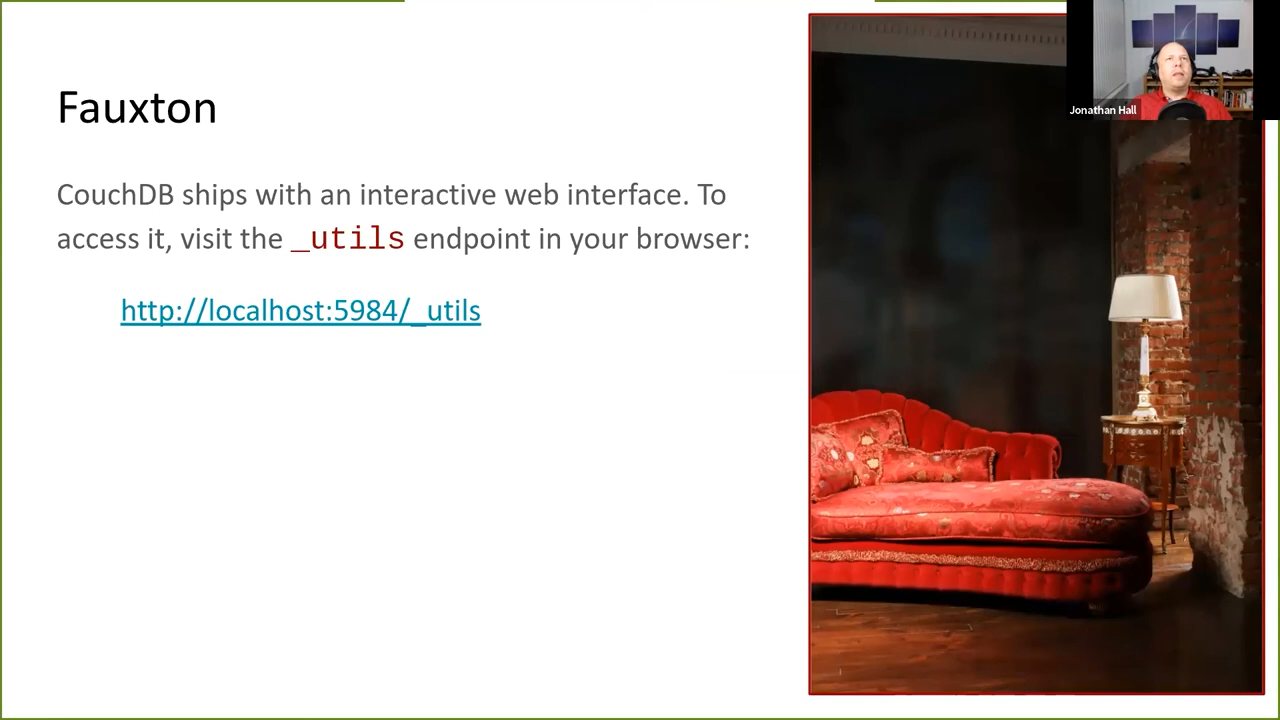 Fauxton
CouchDB ships with an interactive web interface. To
access it, visit the _utils endpoint in your browser:
http://localhost:5984/_utils
Jonathan Hall